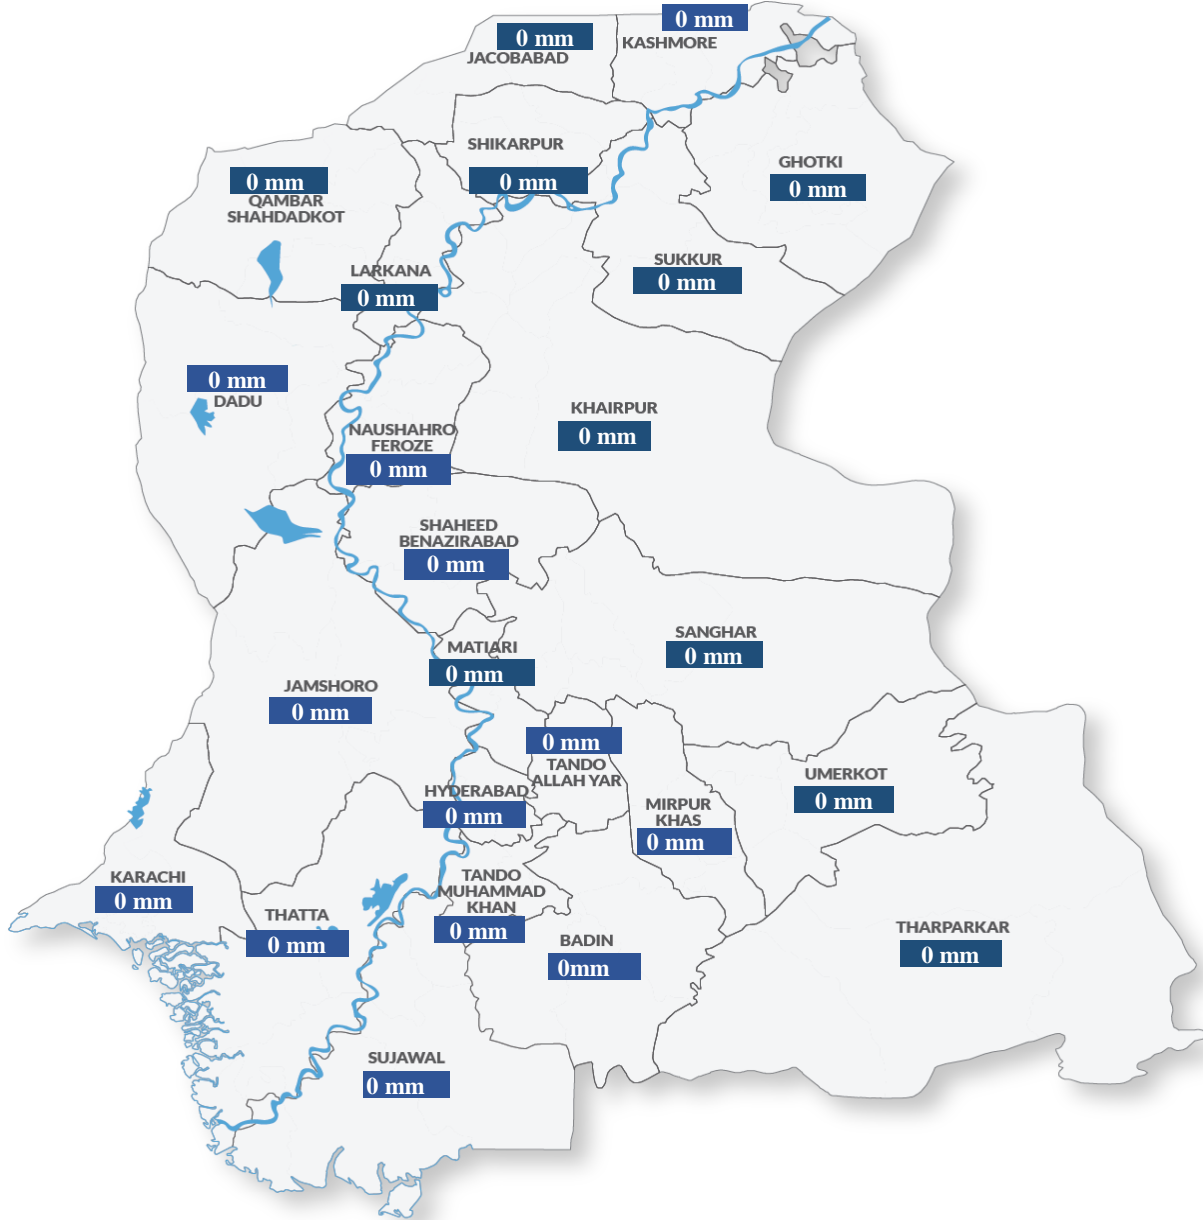 0 mm
KASHMORE
0 mm
JACOBABAD
SHIKARPUR
0 mm
GHOTKI
0 mm
0 mm
QAMBAR
SHAHDADKOT
SUKKUR
0 mm
LARKANA
0 mm
0 mm
DADU
KHAIRPUR
0 mm
NAUSHAHRO
FEROZE
0 mm
SHAHEED
BENAZIRABAD
0 mm
SANGHAR
0 mm
MATIARI
0 mm
JAMSHORO
0 mm
0 mm
TANDO
ALLAH YAR
UMERKOT
0 mm
HYDERABAD
0 mm
MIRPUR
KHAS
0 mm
KARACHI
0 mm
TANDO
MUHAMMAD
KHAN
0 mm
THATTA
0 mm
BADIN
0mm
THARPARKAR
0 mm
SUJAWAL
0 mm